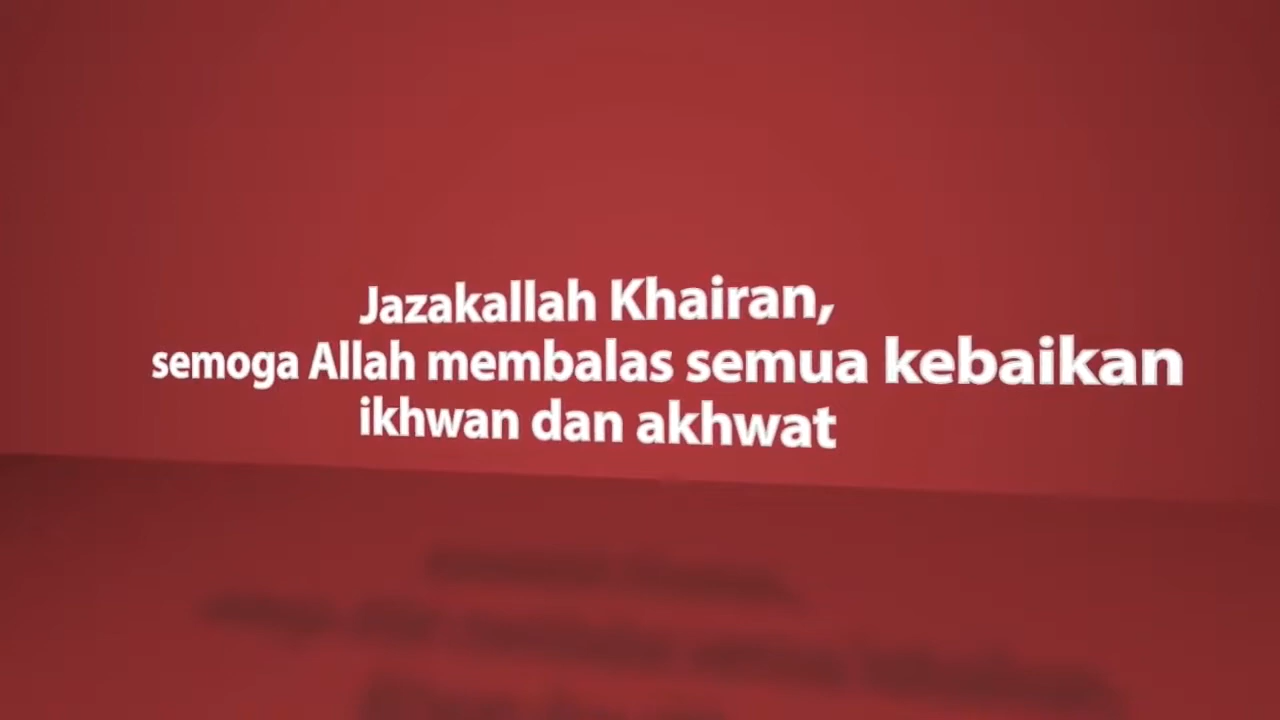 Jazakallah Khairan,
semoga Allah membalas semua kebaikan
ikhwan dan akhwat